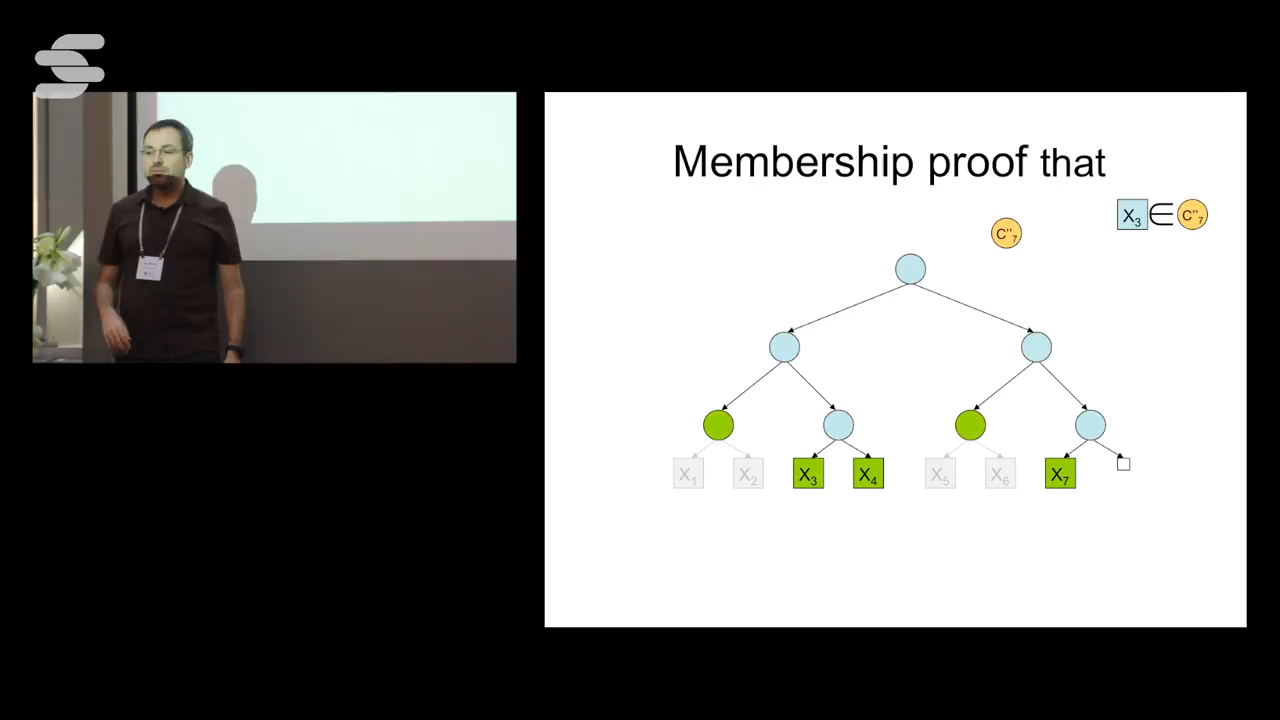 Membership proof that
X₃ ∈ C''₇
C''₇
X₁ X₂ X₃ X₄ X₅ X₆ X₇